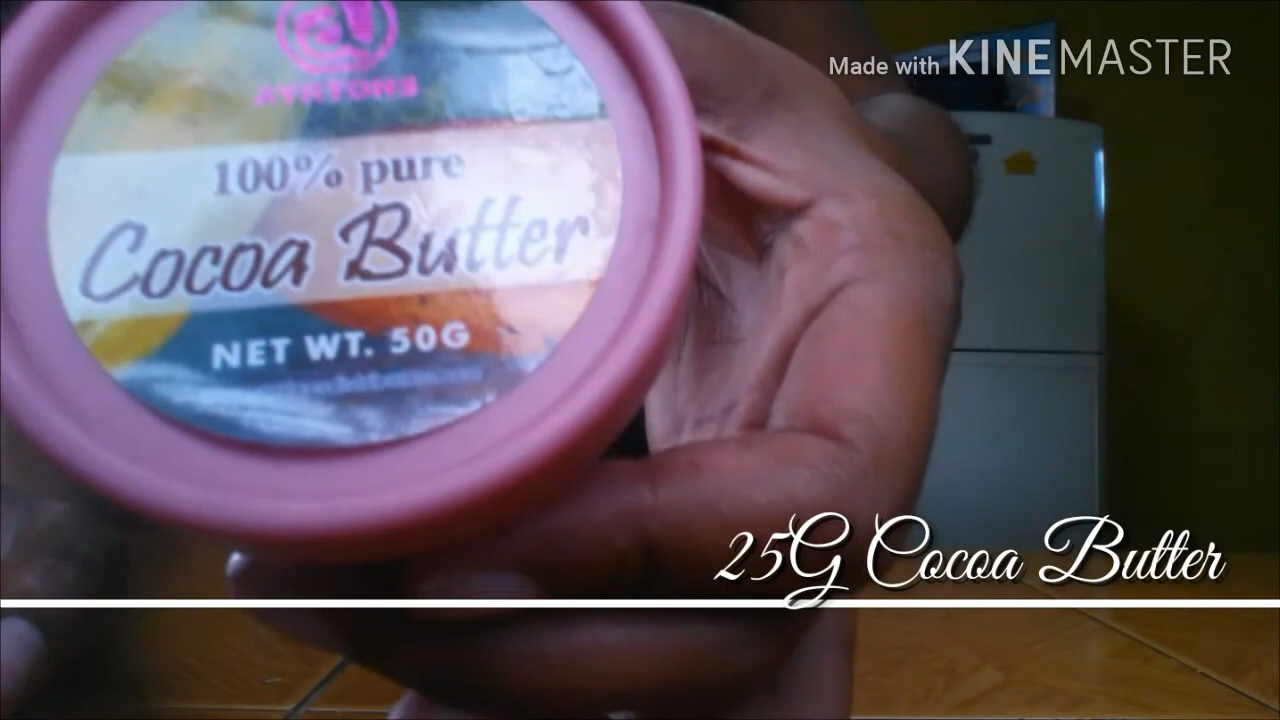 Made with KINEMASTER
AYRTONS
100% pure
Cocoa Butter
NET WT. 50G
25G Cocoa Butter